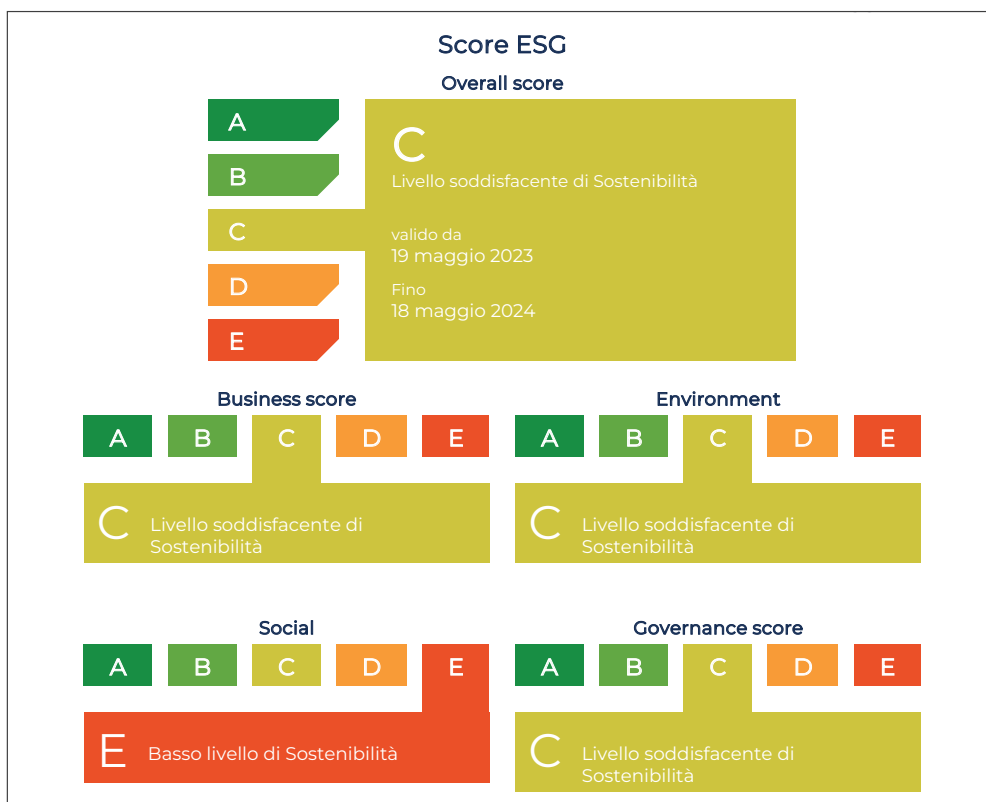 Score ESG
Overall score
A
B
C
D
E
C
Livello soddisfacente di Sostenibilità
valido da
19 maggio 2023
Fino
18 maggio 2024
Business score
A B C D E
C Livello soddisfacente di
Sostenibilità
Environment
A B C D E
C Livello soddisfacente di
Sostenibilità
Social
A B C D E
E Basso livello di Sostenibilità
Governance score
A B C D E
C Livello soddisfacente di
Sostenibilità